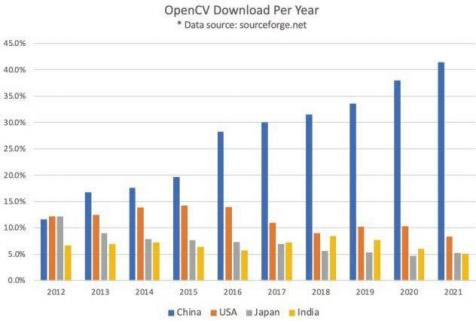 OpenCV Download Per Year
* Data source: sourceforge.net
45.0%
40.0%
35.0%
30.0%
25.0%
20.0%
15.0%
10.0%
5.0%
0.0%
2012 2013 2014 2015 2016 2017 2018 2019 2020 2021
China USA Japan India